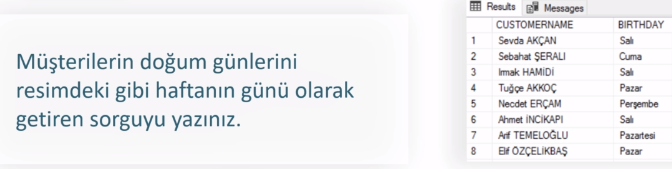 Müşterilerin doğum günlerini
resimdeki gibi haftanın günü olarak
getiren sorguyu yazınız.
Results Messages
CUSTOMERNAME BIRTHDAY
1 Sevda AKÇAN Salı
2 Sebahat ŞERALI Cuma
3 Irmak HAMİDİ Salı
4 Tuğçe AKKOÇ Pazar
5 Necdet ERÇAM Perşembe
6 Ahmet İNCİKAPI Salı
7 Arif TEMELOĞLU Pazartesi
8 Elif ÖZÇELİKBAŞ Pazar